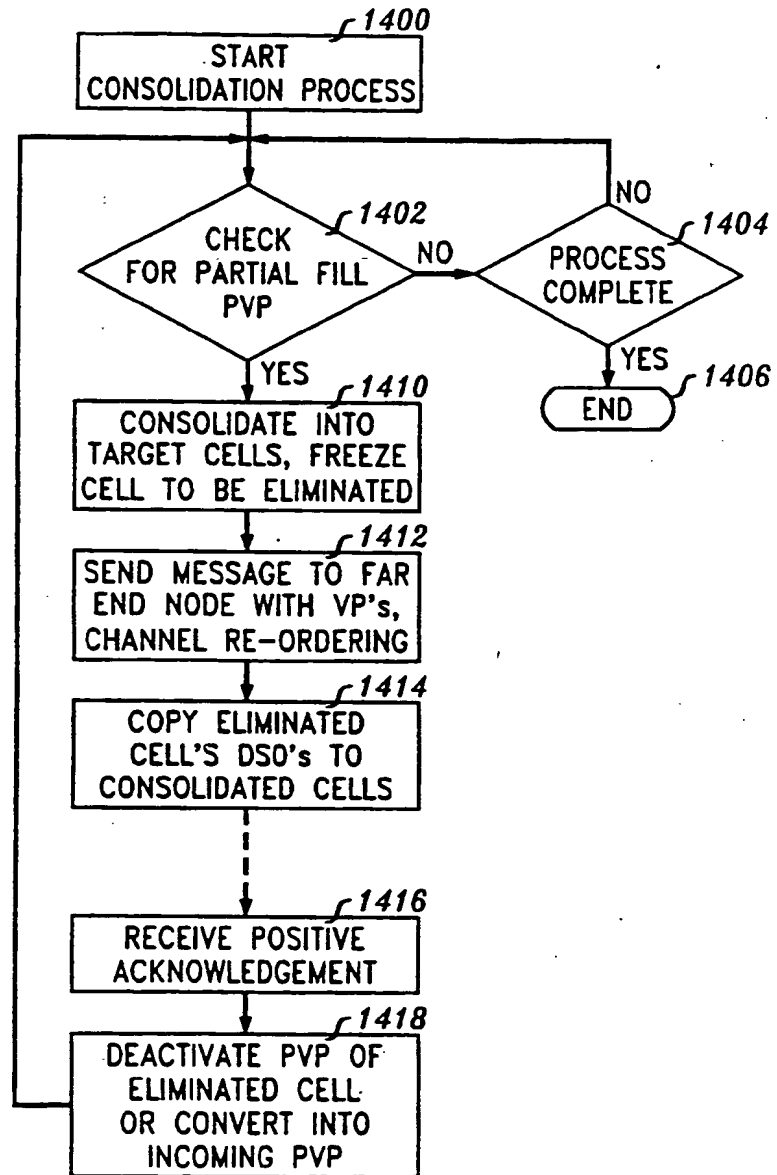 1400
START
CONSOLIDATION PROCESS
1402
CHECK
FOR PARTIAL FILL
PVP
NO
NO
1404
PROCESS
COMPLETE
YES
YES
1406
END
1410
CONSOLIDATE INTO
TARGET CELLS, FREEZE
CELL TO BE ELIMINATED
1412
SEND MESSAGE TO FAR
END NODE WITH VP's,
CHANNEL RE-ORDERING
1414
COPY ELIMINATED
CELL'S DSO's TO
CONSOLIDATED CELLS
1416
RECEIVE POSITIVE
ACKNOWLEDGEMENT
1418
DEACTIVATE PVP OF
ELIMINATED CELL
OR CONVERT INTO
INCOMING PVP